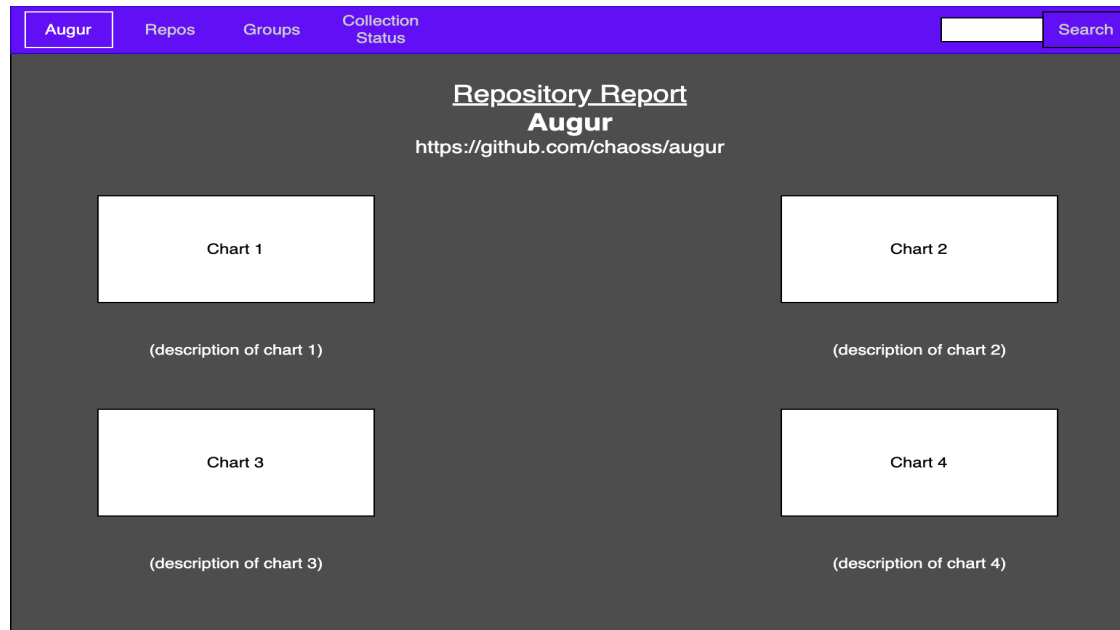 Augur
Repos
Groups
Collection
Status
Search
Repository Report
Augur
https://github.com/chaoss/augur
Chart 1
Chart 2
(description of chart 1)
(description of chart 2)
Chart 3
Chart 4
(description of chart 3)
(description of chart 4)